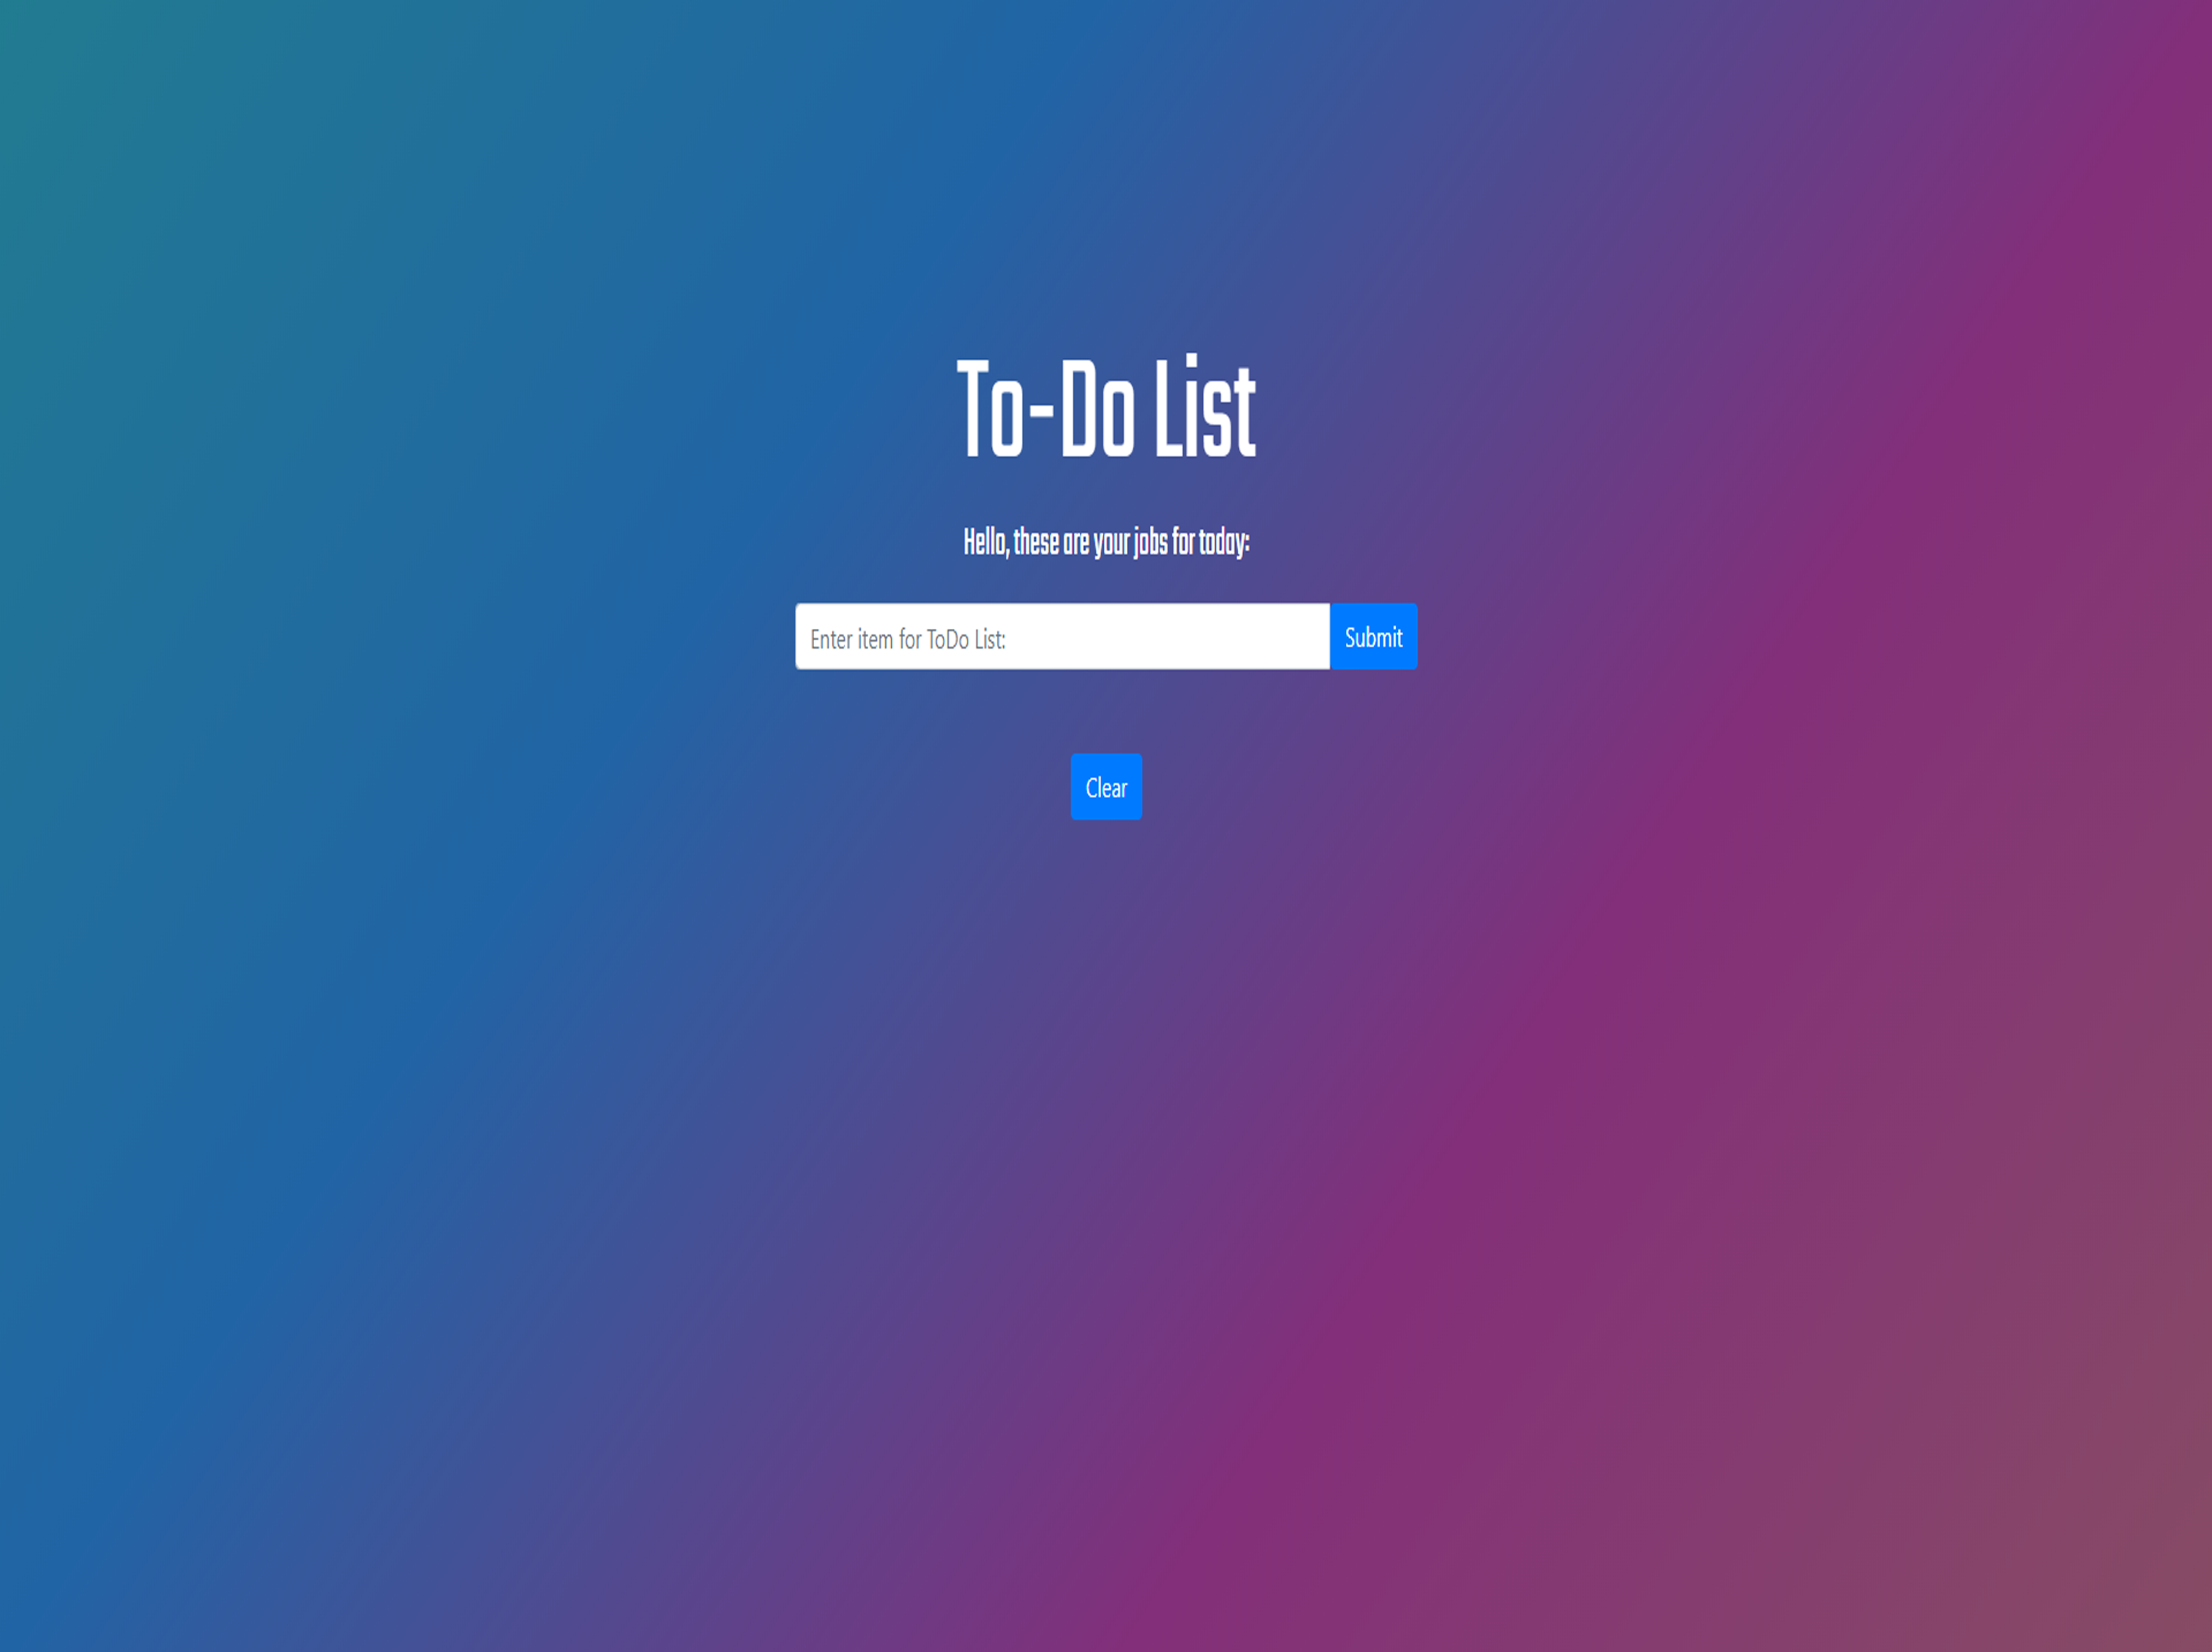 To-Do List
Hello, these are your jobs for today:
Enter item for ToDo List:
Submit
Clear